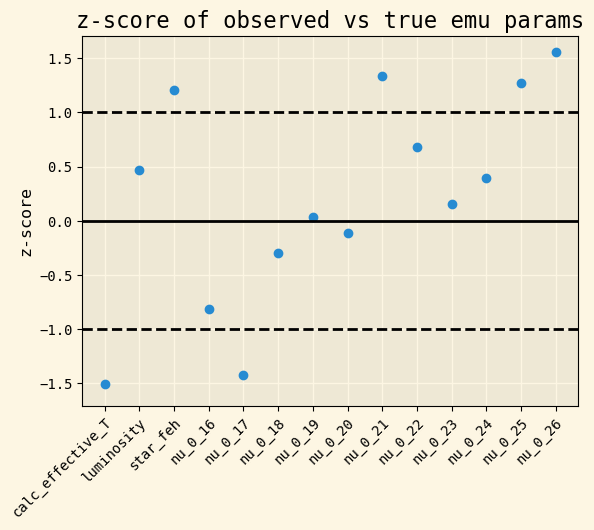 z-score of observed vs true emu params
z-score
1.5
1.0
0.5
0.0
−0.5
−1.0
−1.5
calc_effective_T
luminosity
star_feh
nu_0_16
nu_0_17
nu_0_18
nu_0_19
nu_0_20
nu_0_21
nu_0_22
nu_0_23
nu_0_24
nu_0_25
nu_0_26